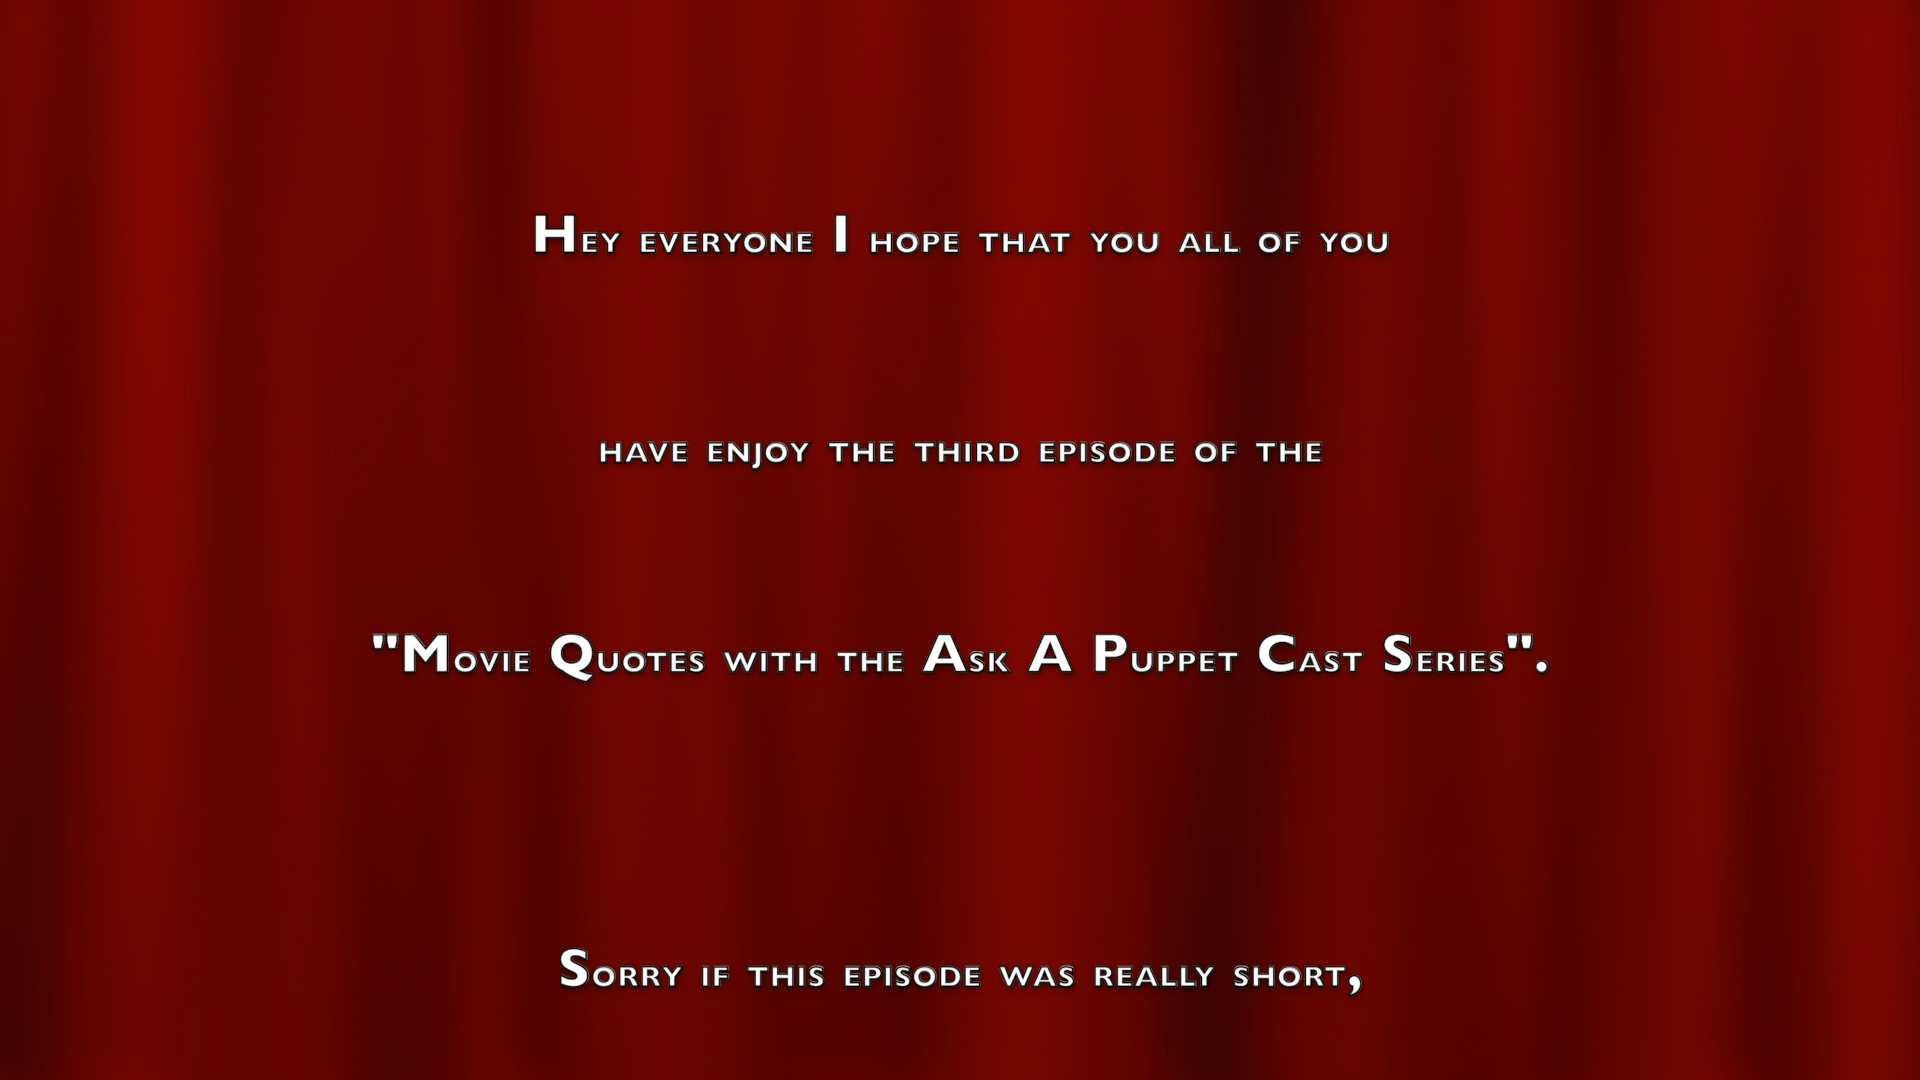 Hey everyone I hope that you all of you
have enjoy the third episode of the
"Movie Quotes with the Ask A Puppet Cast Series".
Sorry if this episode was really short,